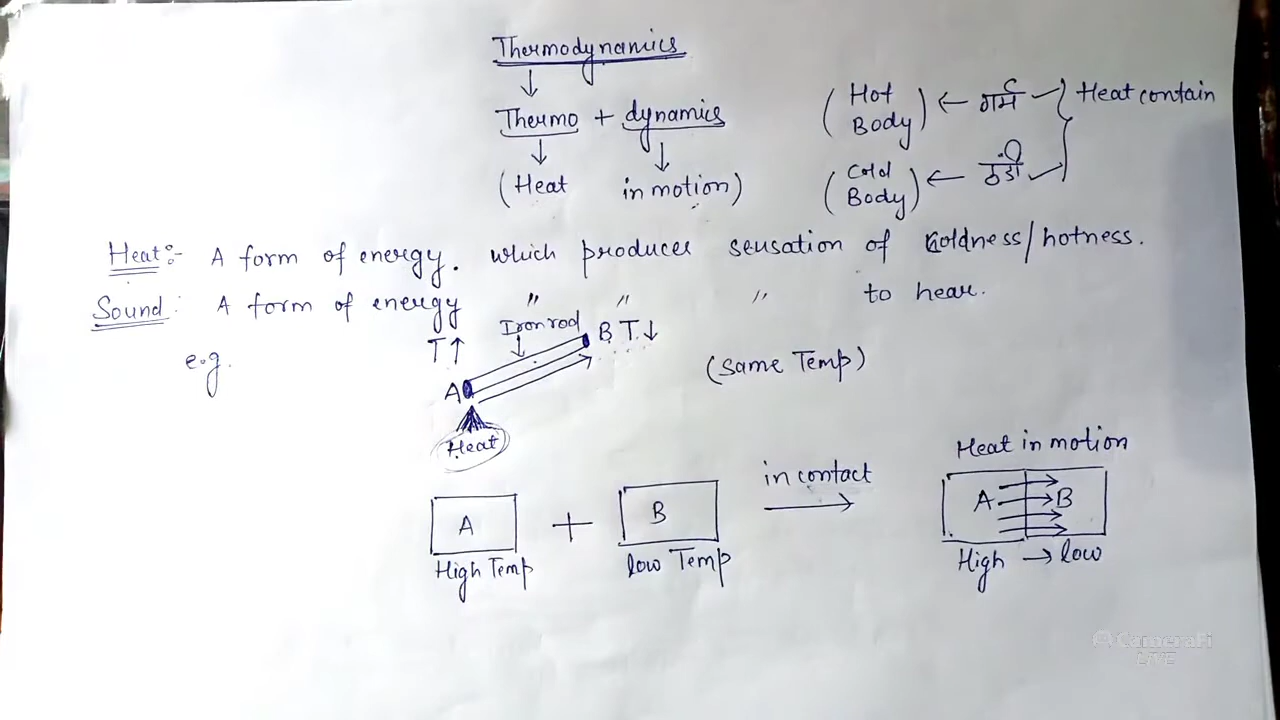 Thermodynamics
↓
Thermo + dynamics
↓ ↓
(Heat in motion)
(Hot Body) ← गर्म } Heat contain
(Cold Body) ← ठंडी
Heat:- A form of energy. which produces sensation of coldness/hotness.
Sound: A form of energy " " " to hear.
e.g.
Iron rod
T↑
B T↓
A
Heat
(same Temp)
Heat in motion
A + B in contact → A B
High Temp low Temp High → low
CameraFi
LIVE